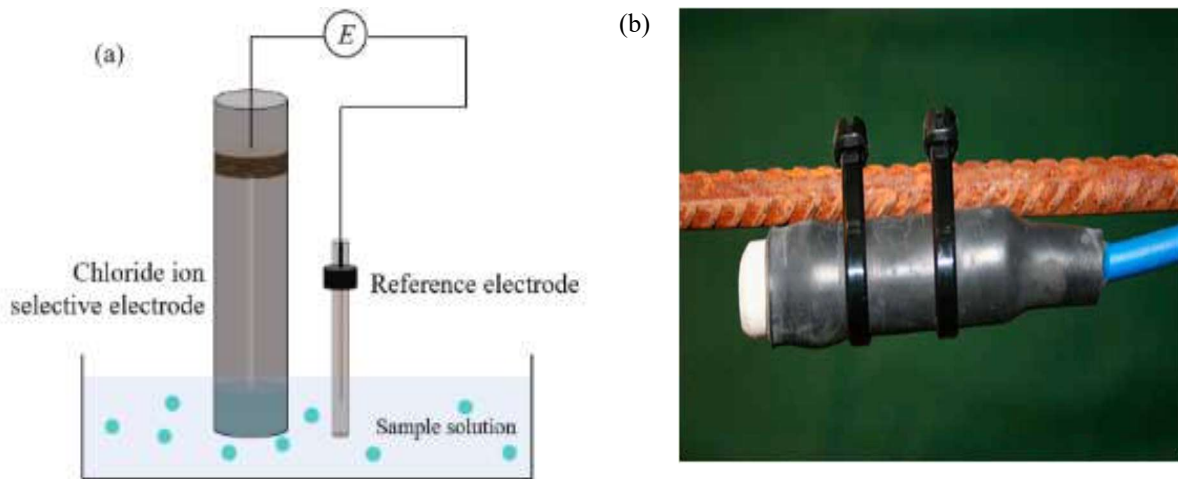 (a)
E
Chloride ion
selective electrode
Reference electrode
Sample solution
(b)